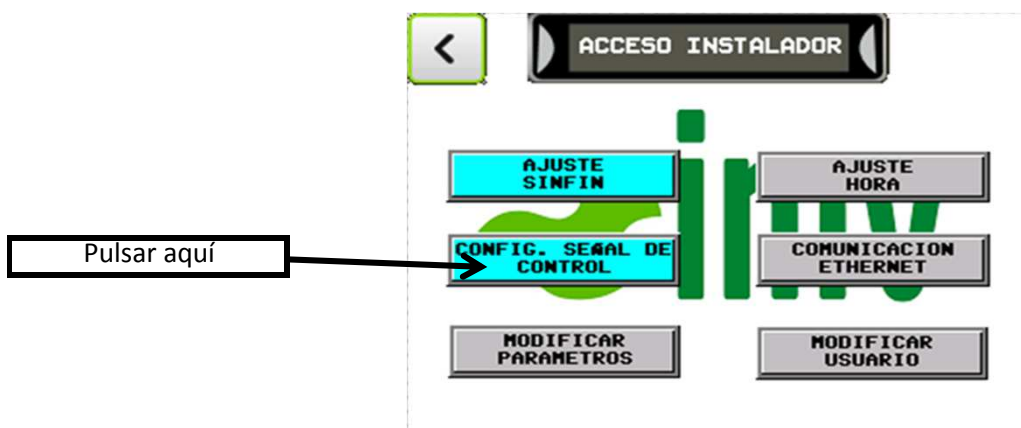 ACCESO INSTALADOR
AJUSTE
SINFIN
AJUSTE
HORA
Pulsar aquí
CONFIG. SEÑAL DE
CONTROL
COMUNICACION
ETHERNET
MODIFICAR
PARAMETROS
MODIFICAR
USUARIO